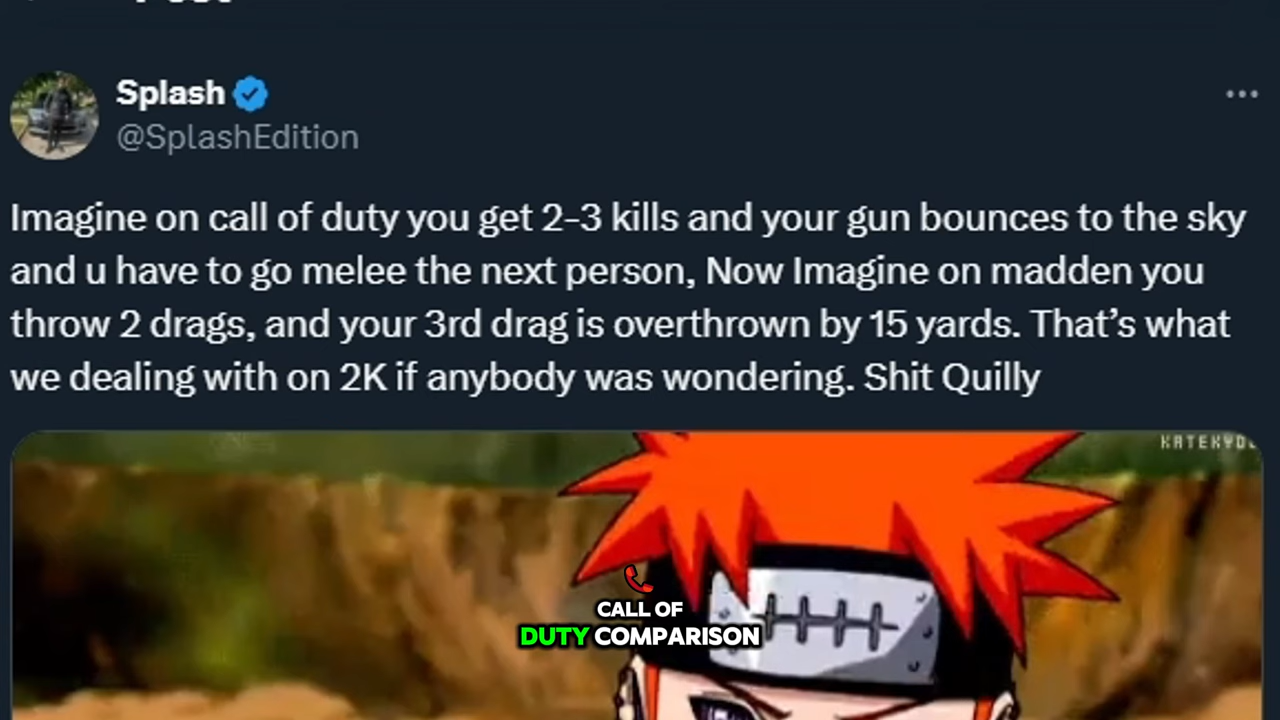 Splash
@SplashEdition
Imagine on call of duty you get 2-3 kills and your gun bounces to the sky
and u have to go melee the next person, Now Imagine on madden you
throw 2 drags, and your 3rd drag is overthrown by 15 yards. That's what
we dealing with on 2K if anybody was wondering. Shit Quilly
CALL OF
DUTY COMPARISON